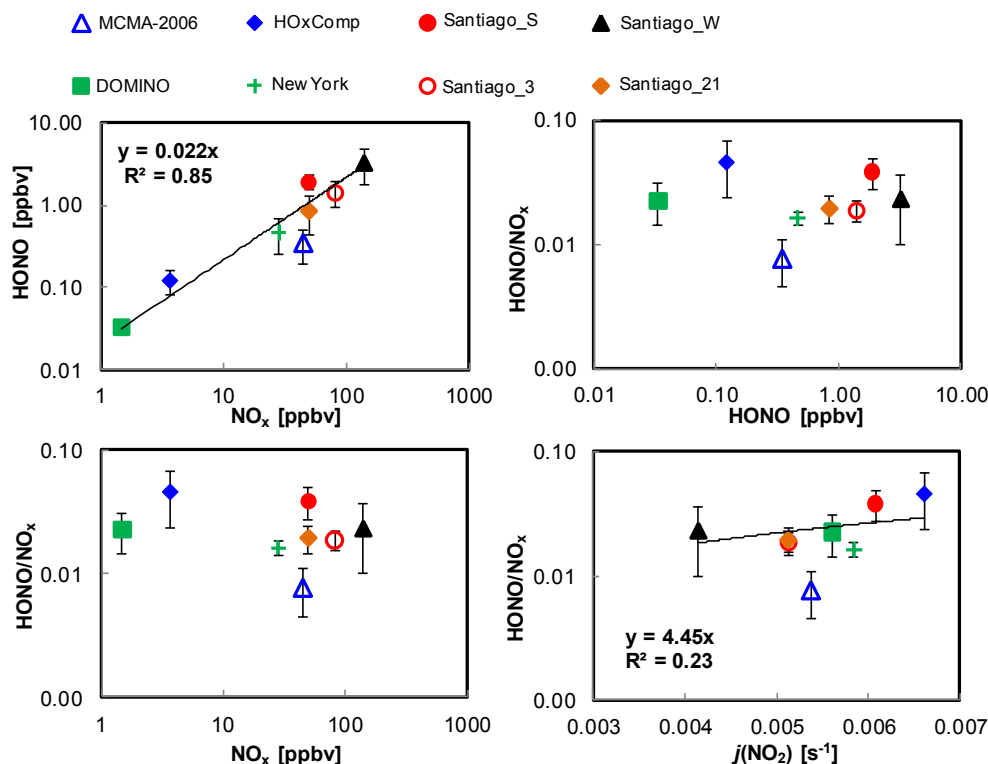 MCMA-2006 HOxComp Santiago_S Santiago_W
DOMINO New York Santiago_3 Santiago_21
10.00
1.00
0.10
0.01
HONO [ppbv]
y = 0.022x
R² = 0.85
1 10 100 1000
NOₓ [ppbv]
0.10
0.01
0.00
HONO/NOₓ
0.01 0.10 1.00 10.00
HONO [ppbv]
0.10
0.01
0.00
HONO/NOₓ
1 10 100 1000
NOₓ [ppbv]
0.10
0.01
0.00
HONO/NOₓ
y = 4.45x
R² = 0.23
0.003 0.004 0.005 0.006 0.007
j(NO₂) [s⁻¹]